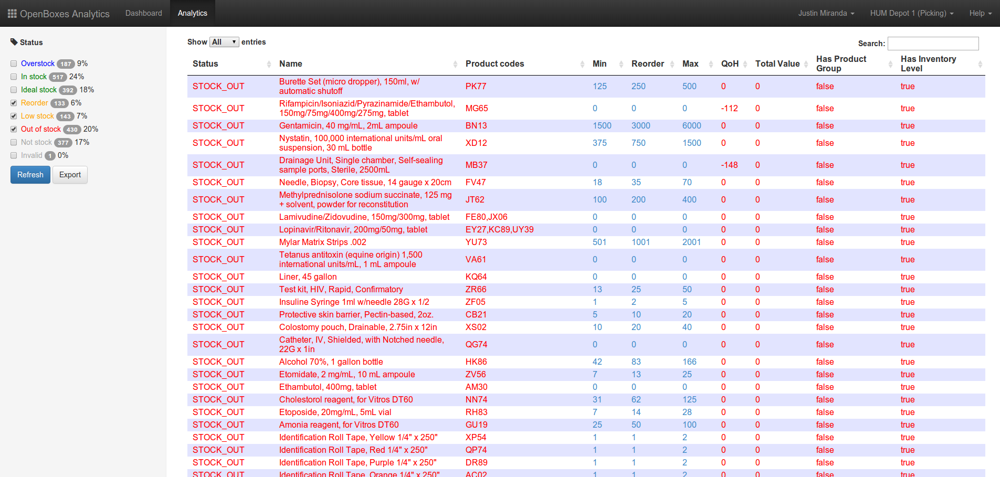 OpenBoxes Analytics Dashboard Analytics Justin Miranda HUM Depot 1 (Picking) Help
Status
Overstock 187 9%
In stock 517 24%
Ideal stock 392 18%
Reorder 133 6%
Low stock 143 7%
Out of stock 430 20%
Not stock 377 17%
Invalid 1 0%
Refresh Export
Show All entries
Search:
Status Name Product codes Min Reorder Max QoH Total Value Has Product Group Has Inventory Level
STOCK_OUT Burette Set (micro dropper), 150ml, w/
automatic shutoff PK77 125 250 500 0 0 false true
STOCK_OUT Rifampicin/Isoniazid/Pyrazinamide/Ethambutol,
150mg/75mg/400mg/275mg, tablet MG65 0 0 0 -112 0 false true
STOCK_OUT Gentamicin, 40 mg/mL, 2mL ampoule BN13 1500 3000 6000 0 0 false true
STOCK_OUT Nystatin, 100,000 international units/mL oral
suspension, 30 mL bottle XD12 375 750 1500 0 0 false true
STOCK_OUT Drainage Unit, Single chamber, Self-sealing
sample ports, Sterile, 2500mL MB37 0 0 0 -148 0 false true
STOCK_OUT Needle, Biopsy, Core tissue, 14 gauge x 20cm FV47 18 35 70 0 0 false true
STOCK_OUT Methylprednisolone sodium succinate, 125 mg
+ solvent, powder for reconstitution JT62 100 200 400 0 0 false true
STOCK_OUT Lamivudine/Zidovudine, 150mg/300mg, tablet FE80,JX06 0 0 0 0 0 false true
STOCK_OUT Lopinavir/Ritonavir, 200mg/50mg, tablet EY27,KC89,UY39 0 0 0 0 0 false true
STOCK_OUT Mylar Matrix Strips .002 YU73 501 1001 2001 0 0 false true
STOCK_OUT Tetanus antitoxin (equine origin) 1,500
international units/mL, 1 mL ampoule VA61 0 0 0 0 0 false true
STOCK_OUT Liner, 45 gallon KQ64 0 0 0 0 0 false true
STOCK_OUT Test kit, HIV, Rapid, Confirmatory ZR66 13 25 50 0 0 false true
STOCK_OUT Insuline Syringe 1ml w/needle 28G x 1/2 ZF05 1 2 5 0 0 false true
STOCK_OUT Protective skin barrier, Pectin-based, 2oz. CB21 5 10 20 0 0 false true
STOCK_OUT Colostomy pouch, Drainable, 2.75in x 12in XS02 10 20 40 0 0 false true
STOCK_OUT Catheter, IV, Shielded, with Notched needle,
22G x 1in QG74 0 0 0 0 0 false true
STOCK_OUT Alcohol 70%, 1 gallon bottle HK86 42 83 166 0 0 false true
STOCK_OUT Etomidate, 2 mg/mL, 10 mL ampoule ZV56 7 13 25 0 0 false true
STOCK_OUT Ethambutol, 400mg, tablet AM30 0 0 0 0 0 false true
STOCK_OUT Cholestorol reagent, for Vitros DT60 NN74 31 62 125 0 0 false true
STOCK_OUT Etoposide, 20mg/mL, 5mL vial RH83 7 14 28 0 0 false true
STOCK_OUT Amonia reagent, for Vitros DT60 GU19 25 50 100 0 0 false true
STOCK_OUT Identification Roll Tape, Yellow 1/4" x 250" XP54 1 1 2 0 0 false true
STOCK_OUT Identification Roll Tape, Red 1/4" x 250" QP74 1 1 2 0 0 false true
STOCK_OUT Identification Roll Tape, Purple 1/4" x 250" DR89 1 1 2 0 0 false true
STOCK_OUT Identification Roll Tape, Orange 1/4" x 250" AC02 1 1 2 0 0 false true